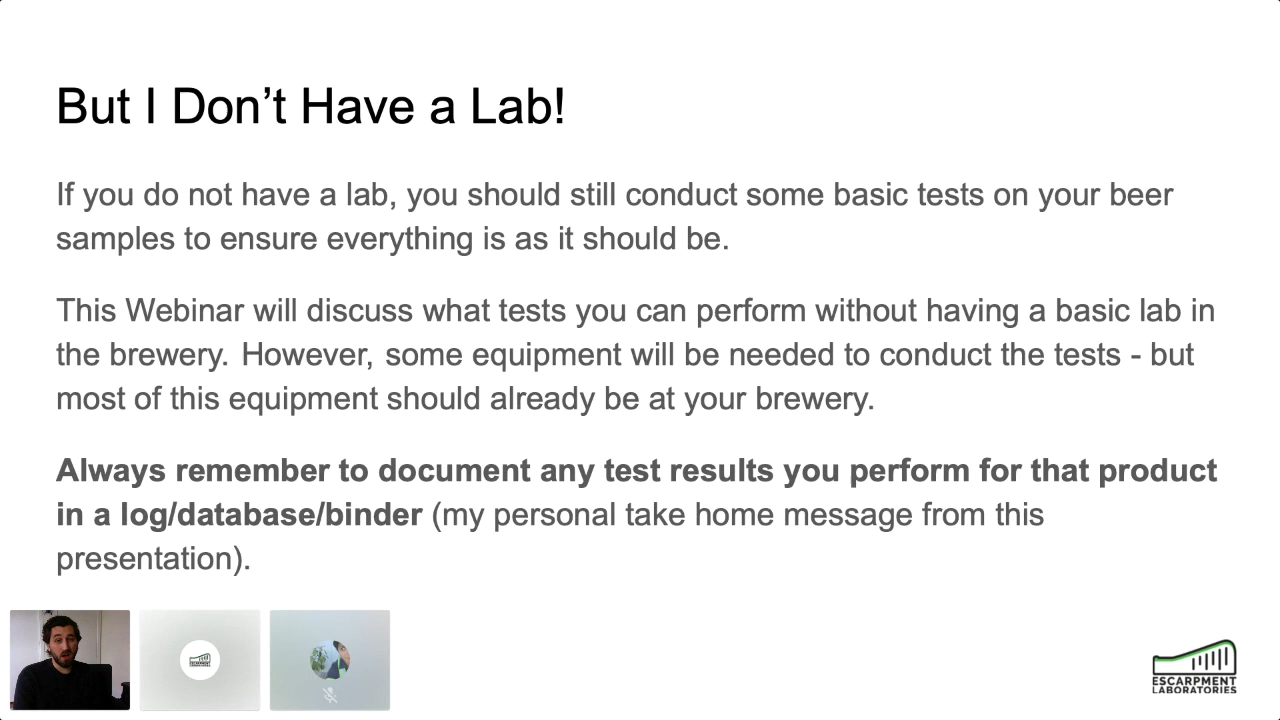 But I Don’t Have a Lab!
If you do not have a lab, you should still conduct some basic tests on your beer
samples to ensure everything is as it should be.
This Webinar will discuss what tests you can perform without having a basic lab in
the brewery. However, some equipment will be needed to conduct the tests - but
most of this equipment should already be at your brewery.
Always remember to document any test results you perform for that product
in a log/database/binder (my personal take home message from this
presentation).
ESCARPMENT
LABORATORIES
ESCARPMENT
LABORATORIES